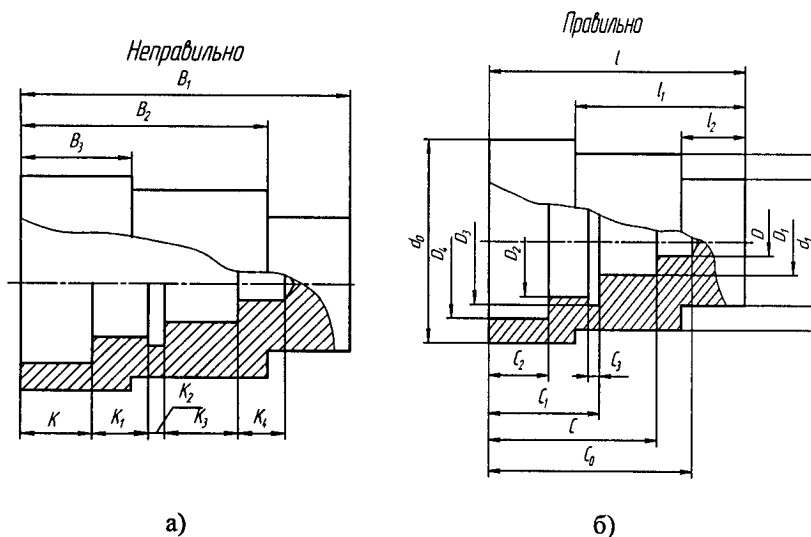 Неправильно
B₁
B₂
B₃
K
K₁
K₂
K₃
K₄
а)
Правильно
l
l₁
l₂
d₀
D₄
D₃
D₂
D
D₁
d₁
C₂
C₃
C₁
C
C₀
б)